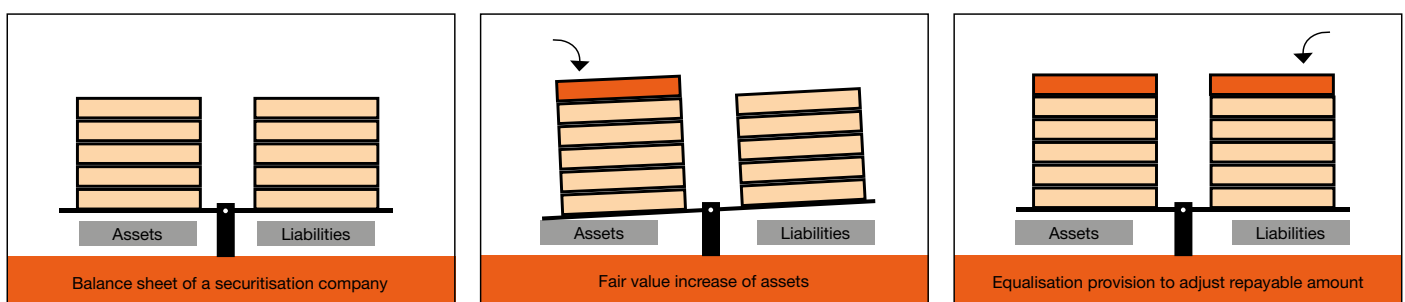 Assets
Liabilities
Balance sheet of a securitisation company
Assets
Liabilities
Fair value increase of assets
Assets
Liabilities
Equalisation provision to adjust repayable amount